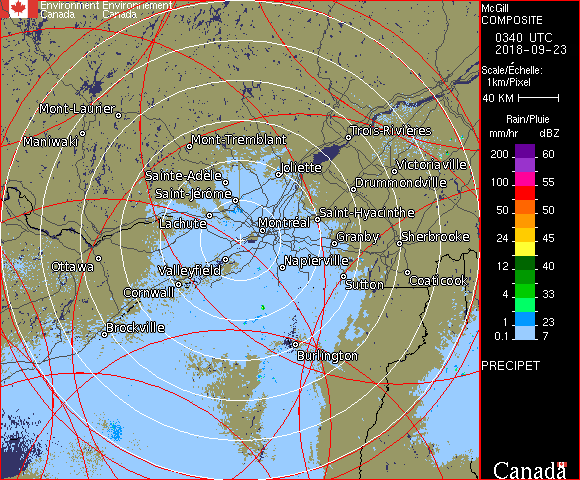 Environment Environnement
Canada Canada
McGill
COMPOSITE
0340 UTC
2018-09-23
Scale/Échelle:
1km/Pixel
40 KM
Rain/Pluie
mm/hr dBZ
200 60
100 55
50 50
24 45
12 40
4 33
1 23
0.1 7
PRECIPET
Canada
Mont-Laurier
Maniwaki
Mont-Tremblant
Trois-Rivières
Joliette
Victoriaville
Sainte-Adèle
Drummondville
Saint-Jérôme
Saint-Hyacinthe
Lachute
Montréal
Granby
Sherbrooke
Ottawa
Valleyfield
Napierville
Cornwall
Sutton
Coaticook
Brockville
Burlington